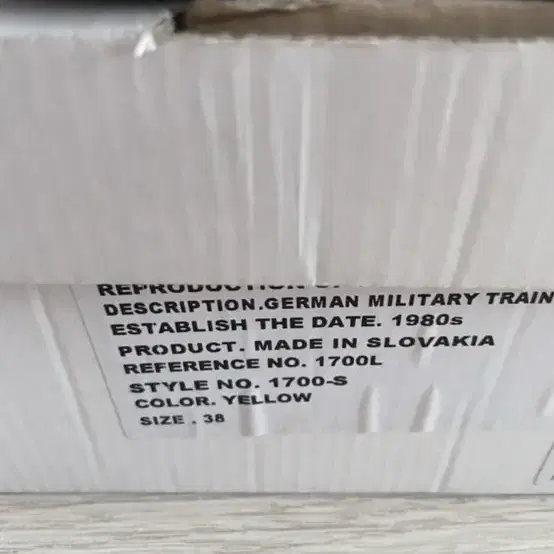 REPRODUCTION
DESCRIPTION.GERMAN MILITARY TRAIN
ESTABLISH THE DATE. 1980s
PRODUCT. MADE IN SLOVAKIA
REFERENCE NO. 1700L
STYLE NO. 1700-S
COLOR. YELLOW
SIZE . 38